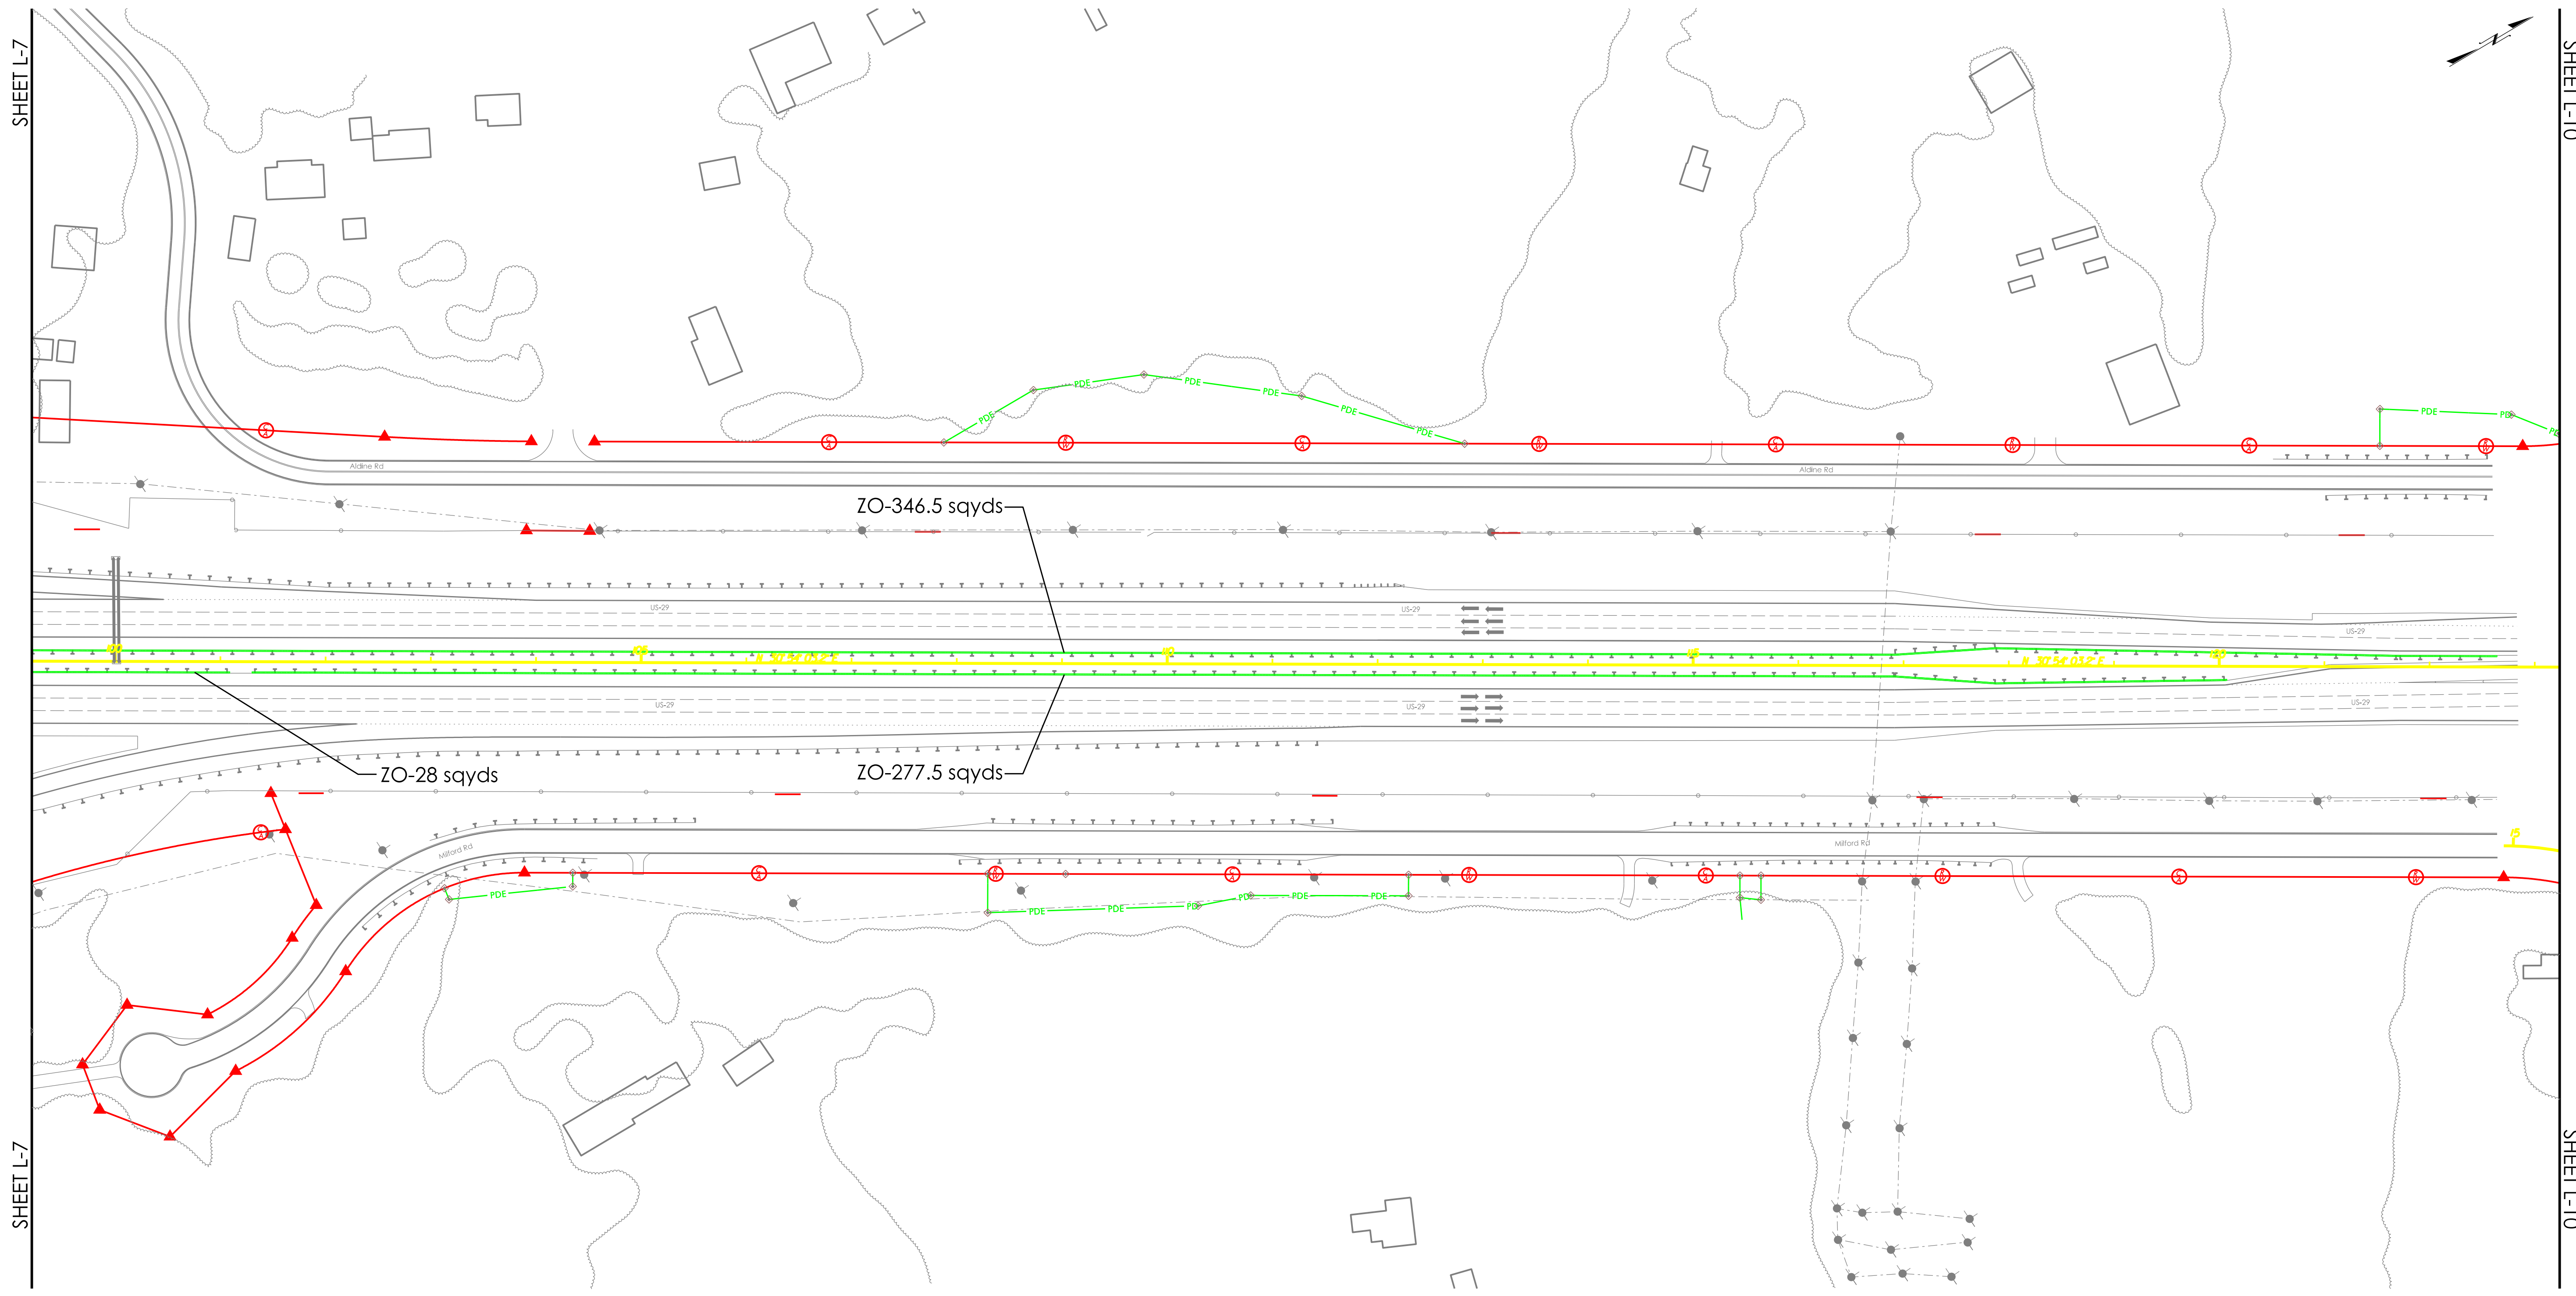 SHEET L-7
SHEET L-10
N
PDE
PDE
PDE
PDE
PDE
PDE
PDE
C/A
C/A
R/W
C/A
R/W
C/A
R/W
C/A
R/W
Aldine Rd
Aldine Rd
ZO-346.5 sqyds
US-29
US-29
US-29
US-29
US-29
US-29
ZO-28 sqyds
ZO-277.5 sqyds
Milford Rd
Milford Rd
C/A
C/A
R/W
C/A
R/W
C/A
R/W
C/A
R/W
PDE
PDE
PDE
PDE
PDE
PDE
SHEET L-7
SHEET L-10